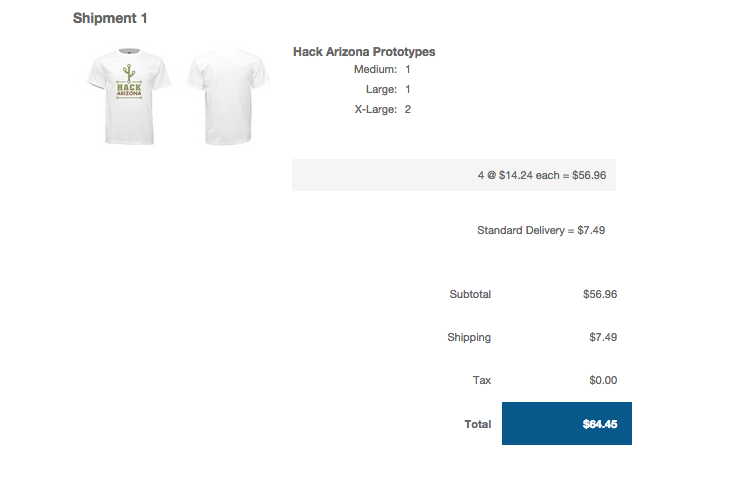 Shipment 1
HACK
ARIZONA
Hack Arizona Prototypes
Medium: 1
Large: 1
X-Large: 2
4 @ $14.24 each = $56.96
Standard Delivery = $7.49
Subtotal $56.96
Shipping $7.49
Tax $0.00
Total $64.45